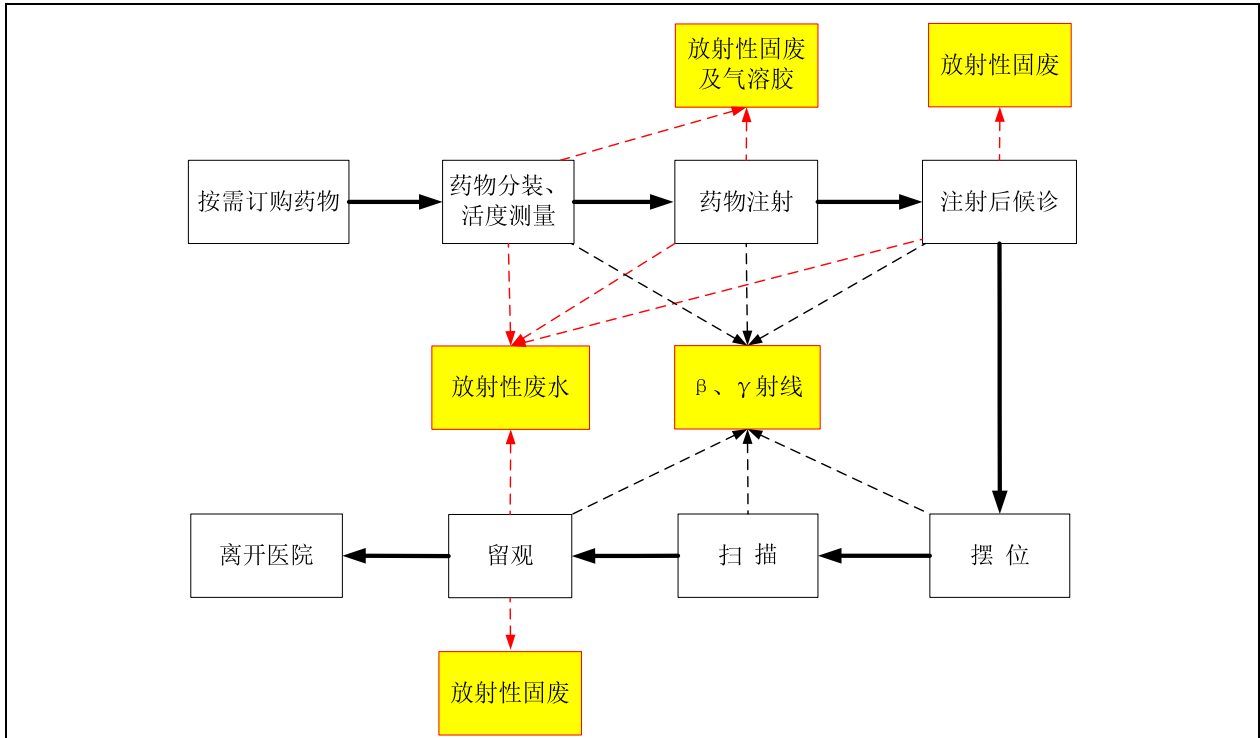 放射性固废
及气溶胶
放射性固废
按需订购药物
药物分装、
活度测量
药物注射
注射后候诊
放射性废水
β、γ射线
离开医院
留观
扫 描
摆 位
放射性固废